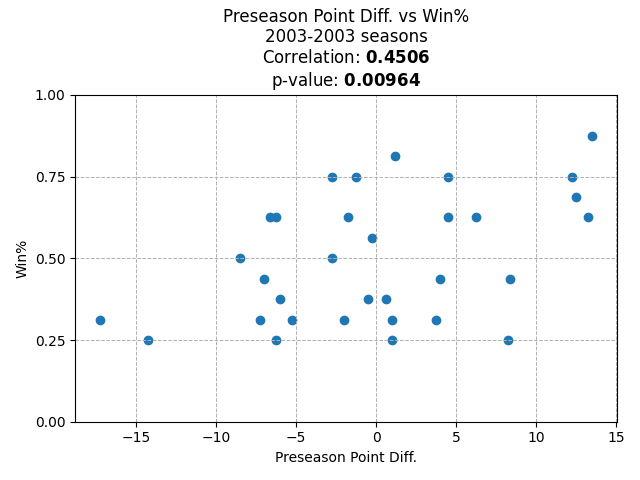 Preseason Point Diff. vs Win%
2003-2003 seasons
Correlation: 0.4506
p-value: 0.00964
1.00
0.75
0.50
0.25
0.00
Win%
−15 −10 −5 0 5 10 15
Preseason Point Diff.